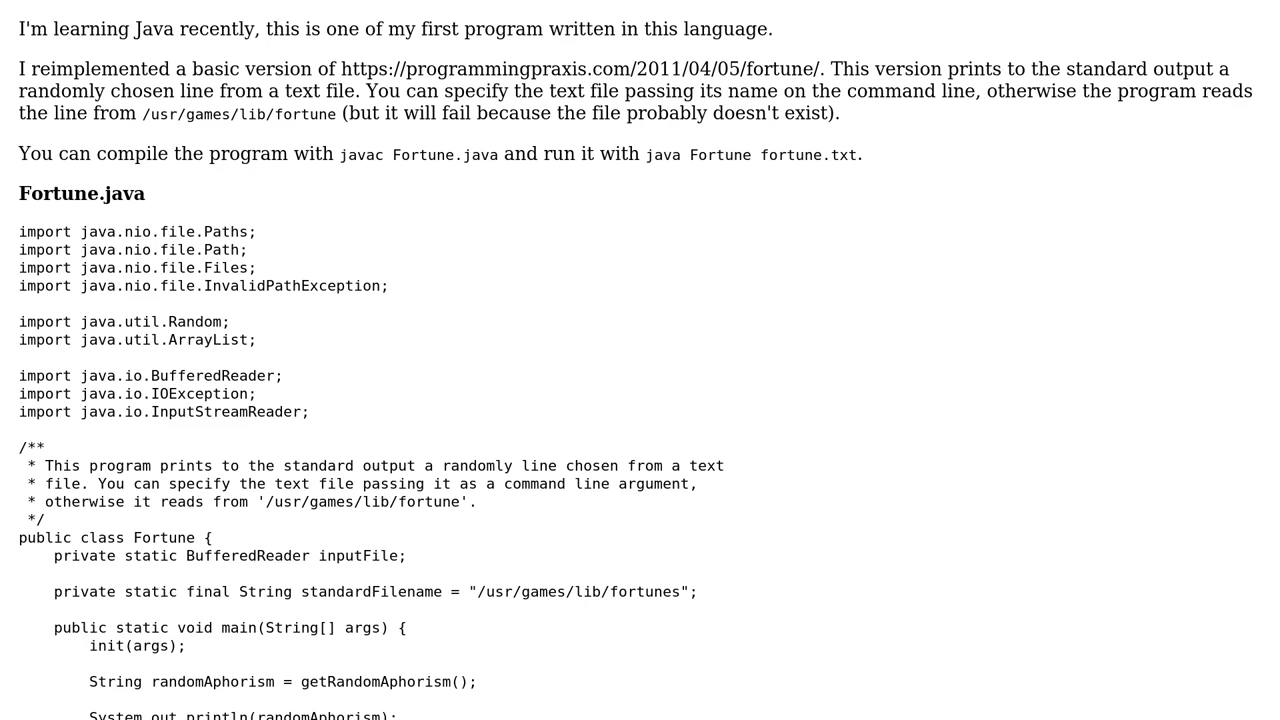 I'm learning Java recently, this is one of my first program written in this language.
I reimplemented a basic version of https://programmingpraxis.com/2011/04/05/fortune/. This version prints to the standard output a
randomly chosen line from a text file. You can specify the text file passing its name on the command line, otherwise the program reads
the line from /usr/games/lib/fortune (but it will fail because the file probably doesn't exist).
You can compile the program with javac Fortune.java and run it with java Fortune fortune.txt.
Fortune.java
import java.nio.file.Paths;
import java.nio.file.Path;
import java.nio.file.Files;
import java.nio.file.InvalidPathException;
import java.util.Random;
import java.util.ArrayList;
import java.io.BufferedReader;
import java.io.IOException;
import java.io.InputStreamReader;
/**
 * This program prints to the standard output a randomly line chosen from a text
 * file. You can specify the text file passing it as a command line argument,
 * otherwise it reads from '/usr/games/lib/fortune'.
 */
public class Fortune {
    private static BufferedReader inputFile;
    private static final String standardFilename = "/usr/games/lib/fortunes";
    public static void main(String[] args) {
        init(args);
        String randomAphorism = getRandomAphorism();
        System.out.println(randomAphorism);